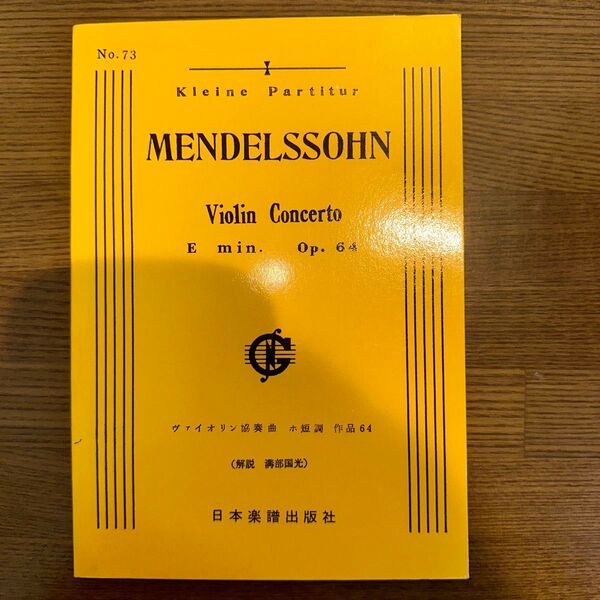 No.73
Kleine Partitur
MENDELSSOHN
Violin Concerto
E min. Op. 64
ヴァイオリン協奏曲 ホ短調 作品64
(解説 溝部国光)
日本楽譜出版社